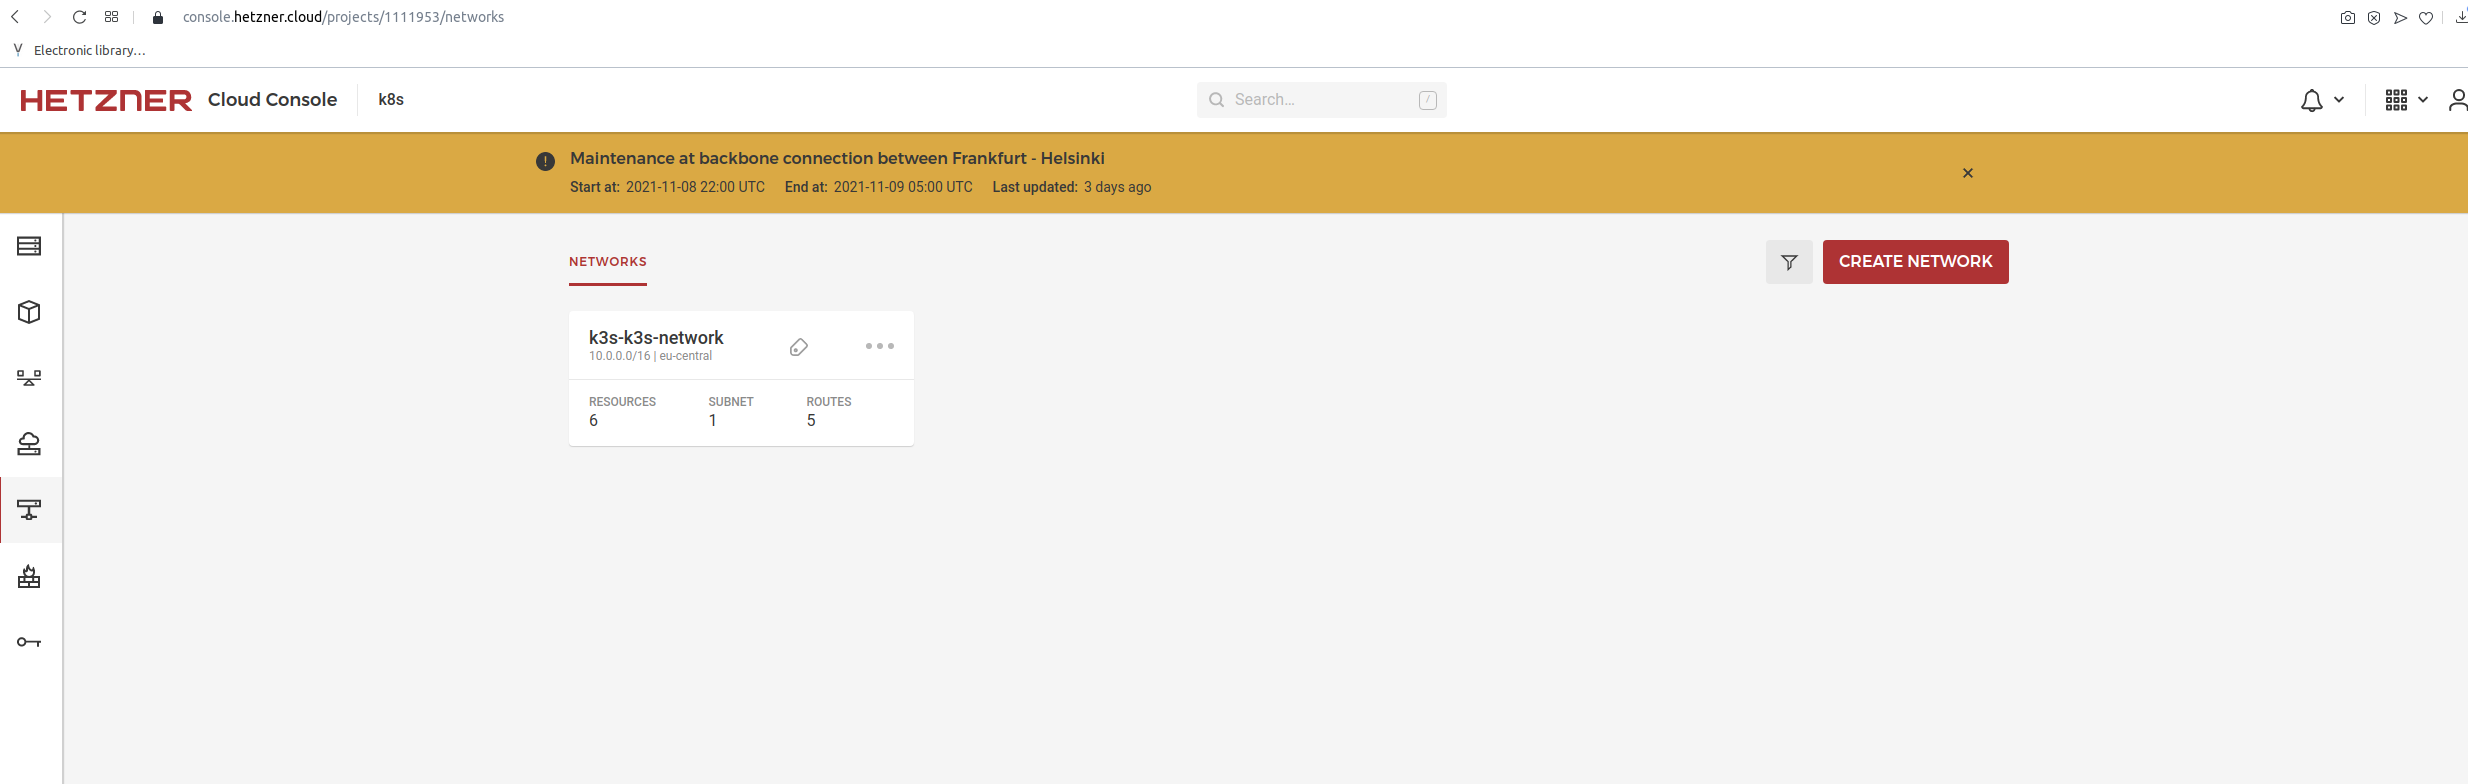 console.hetzner.cloud/projects/1111953/networks
Electronic library...
HETZNER Cloud Console k8s Search... /
Maintenance at backbone connection between Frankfurt - Helsinki
Start at: 2021-11-08 22:00 UTC End at: 2021-11-09 05:00 UTC Last updated: 3 days ago
NETWORKS
CREATE NETWORK
k3s-k3s-network
10.0.0.0/16 | eu-central
RESOURCES SUBNET ROUTES
6 1 5